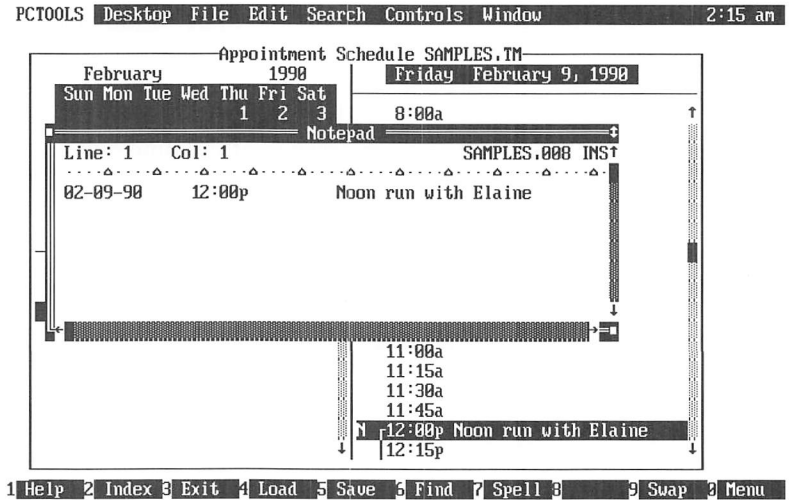 PCTOOLS Desktop File Edit Search Controls Window 2:15 am
Appointment Schedule SAMPLES.TM
February 1990 Friday February 9, 1990
Sun Mon Tue Wed Thu Fri Sat
1 2 3 8:00a
Notepad
Line: 1 Col: 1 SAMPLES.008 INS
02-09-90 12:00p Noon run with Elaine
11:00a
11:15a
11:30a
11:45a
N 12:00p Noon run with Elaine
12:15p
1 Help 2 Index 3 Exit 4 Load 5 Save 6 Find 7 Spell 8 9 Swap 0 Menu